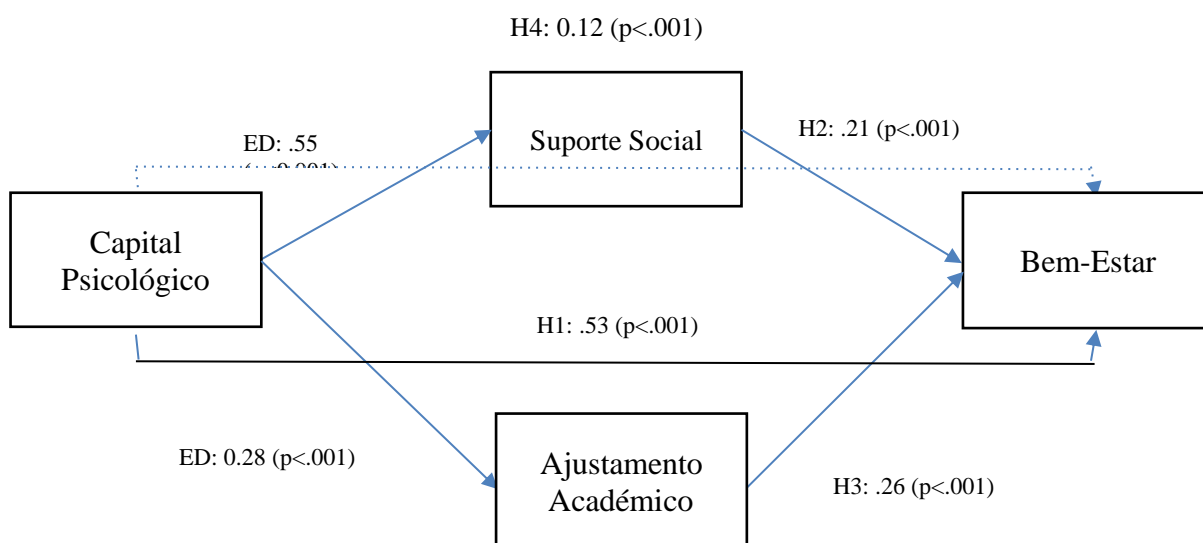 H4: 0.12 (p<.001)
ED: .55
Suporte Social
H2: .21 (p<.001)
Capital
Psicológico
Bem-Estar
H1: .53 (p<.001)
ED: 0.28 (p<.001)
Ajustamento
Académico
H3: .26 (p<.001)